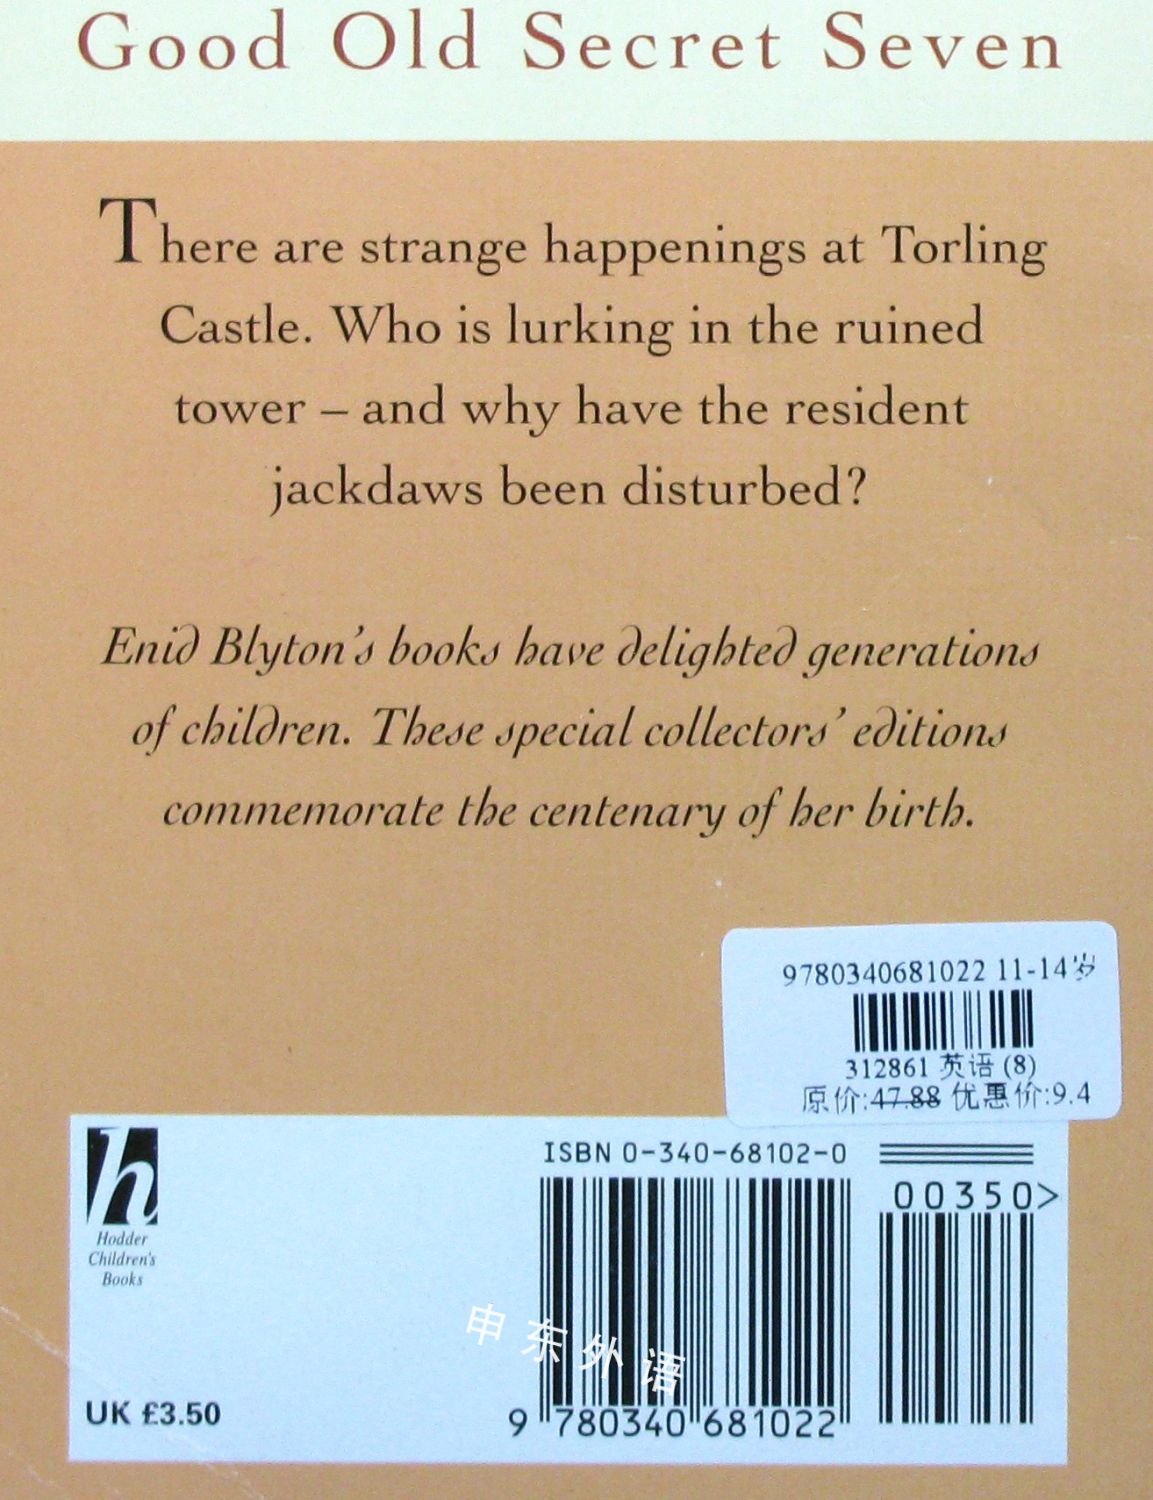 Good Old Secret Seven
There are strange happenings at Torling
Castle. Who is lurking in the ruined
tower – and why have the resident
jackdaws been disturbed?
Enid Blyton's books have delighted generations
of children. These special collectors' editions
commemorate the centenary of her birth.
9780340681022 11-14岁
312861 英语 (8)
原价:47.88 优惠价:9.4
ISBN 0-340-68102-0
00350>
h
Hodder
Children's
Books
申东外语
UK £3.50
9 780340 681022